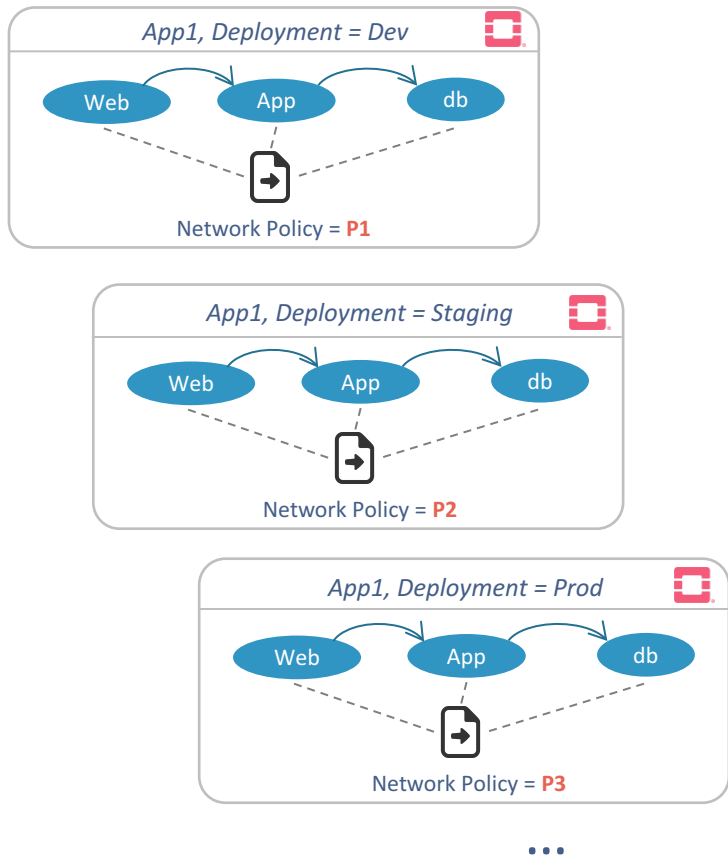 App1, Deployment = Dev
Web
App
db
Network Policy = P1
App1, Deployment = Staging
Web
App
db
Network Policy = P2
App1, Deployment = Prod
Web
App
db
Network Policy = P3
...